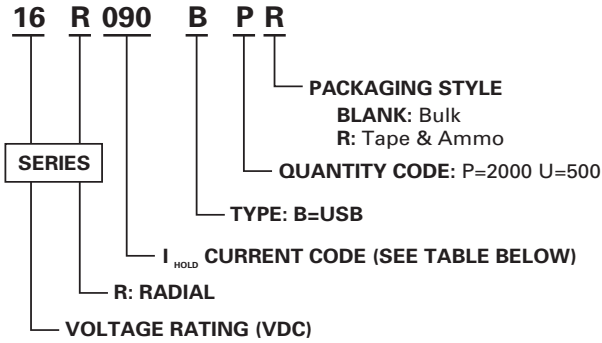 16 R 090 B P R
PACKAGING STYLE
BLANK: Bulk
R: Tape & Ammo
SERIES
QUANTITY CODE: P=2000 U=500
TYPE: B=USB
I HOLD CURRENT CODE (SEE TABLE BELOW)
R: RADIAL
VOLTAGE RATING (VDC)